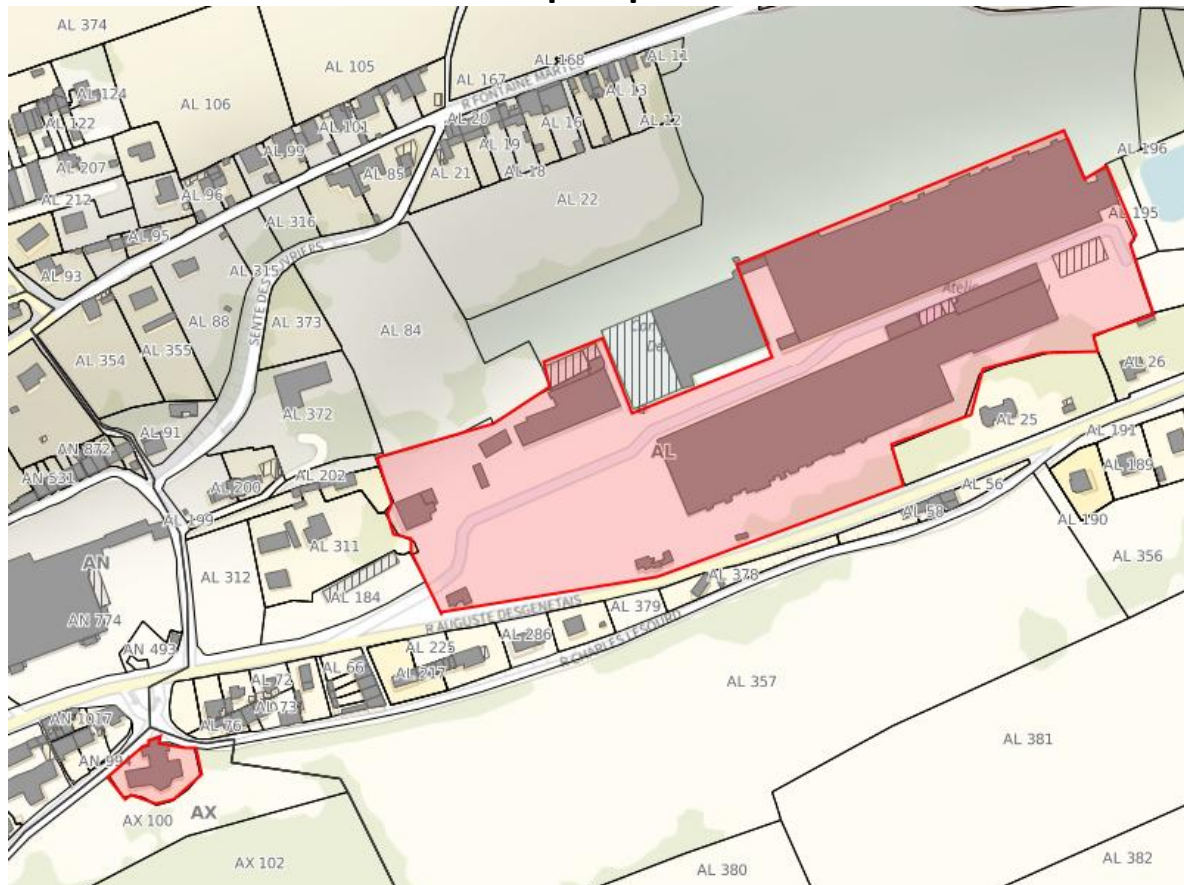 AL 374
AL 105
AL 167
AL 168
AL 11
R FONTAINE MARTEL
AL 124
AL 106
AL 13
AL 122
AL 101
AL 20
AL 16
AL 12
AL 99
AL 19
AL 196
AL 207
AL 85
AL 21
AL 18
AL 212
AL 96
AL 22
AL 316
AL 195
AL 95
AL 93
AL 315
SENTE DES OUVRIERS
AL 88
AL 373
AL 84
AL 354
AL 355
AL 26
AL 372
AL 25
AL 91
AN 872
AL
AL 191
AN 531
AL 202
AL 200
AL 189
AL 56
AL 199
AL 58
AL 190
AL 311
AL 356
AN
AL 312
AL 378
AL 184
AN 774
R AUGUSTE DESGENETAIS
AL 379
AN 493
AL 286
R CHARLES LESOURD
AL 225
AL 66
AL 217
AL 72
AL 357
AL 73
AN 1017
AL 76
AL 381
AN 994
AX 100
AX
AX 102
AL 380
AL 382